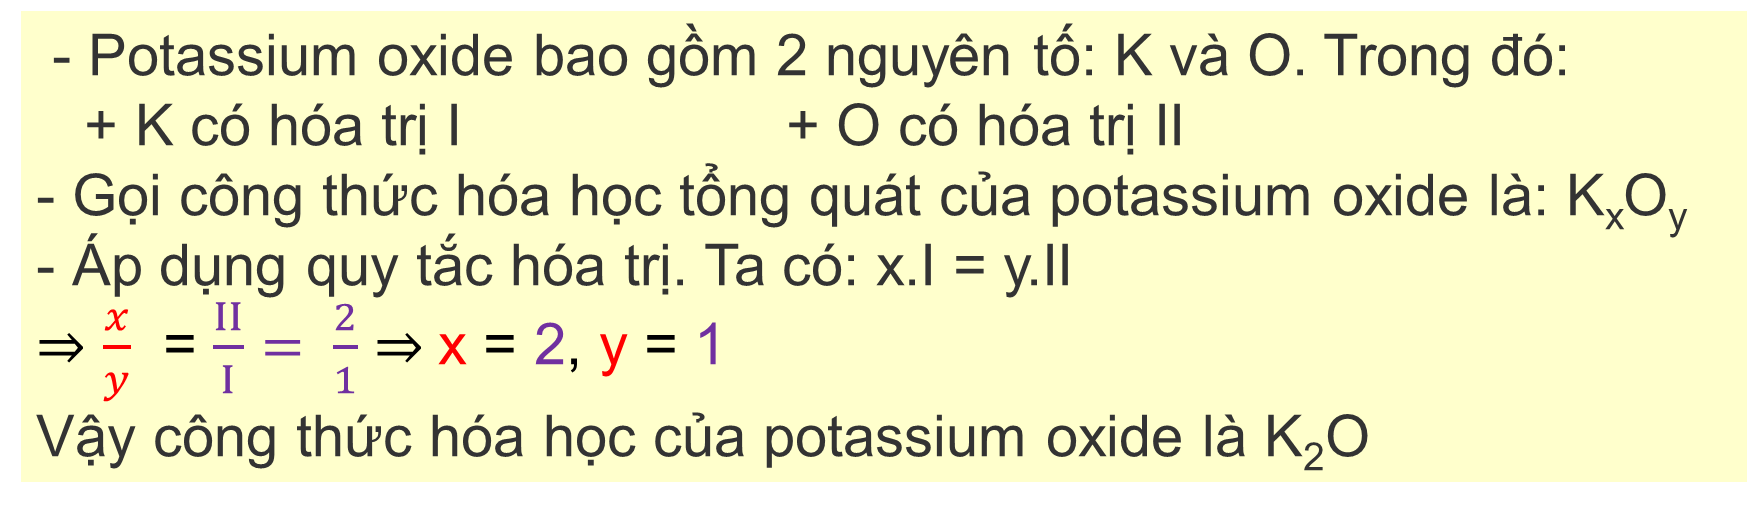 - Potassium oxide bao gồm 2 nguyên tố: K và O. Trong đó:
+ K có hóa trị I + O có hóa trị II
- Gọi công thức hóa học tổng quát của potassium oxide là: KₓOᵧ
- Áp dụng quy tắc hóa trị. Ta có: x.I = y.II
⇒ x/y = II/I = 2/1 ⇒ x = 2, y = 1
Vậy công thức hóa học của potassium oxide là K₂O